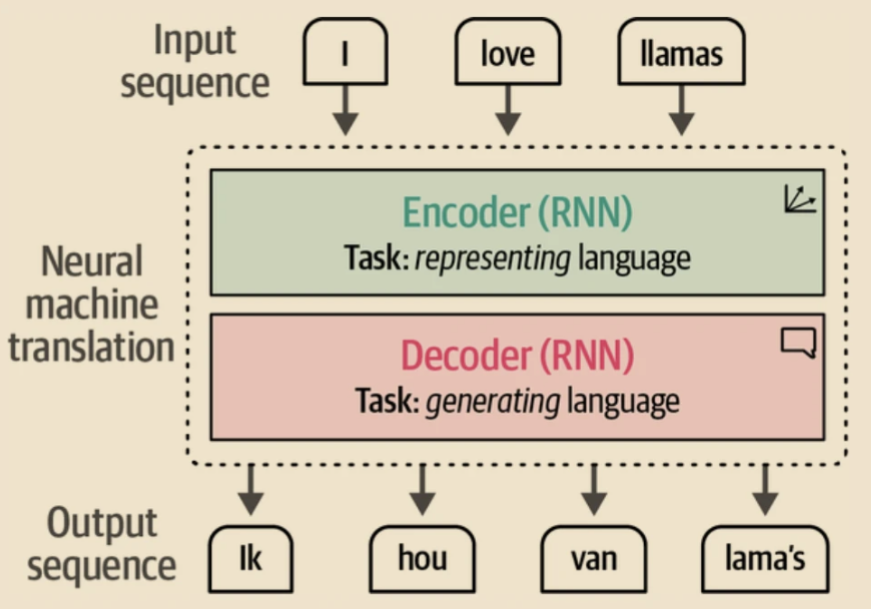 Input
sequence
I
love
llamas
Neural
machine
translation
Encoder (RNN)
Task: representing language
Decoder (RNN)
Task: generating language
Output
sequence
Ik
hou
van
lama's